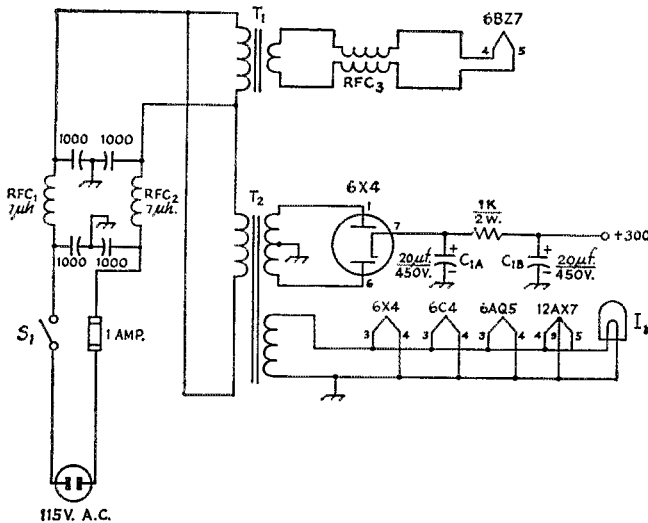 T1
6BZ7
4 5
RFC3
1000 1000
RFC1
7μh
RFC2
7μh.
1000 1000
T2
6X4
1
7
6
1K
2 W.
+300
+
20μf.
450V.
-
C1A
+
C1B
20μf.
450V.
-
S1
1 AMP.
6X4
3 4
6C4
3 4
6AQ5
3 4
12AX7
4 9 5
115V. A.C.